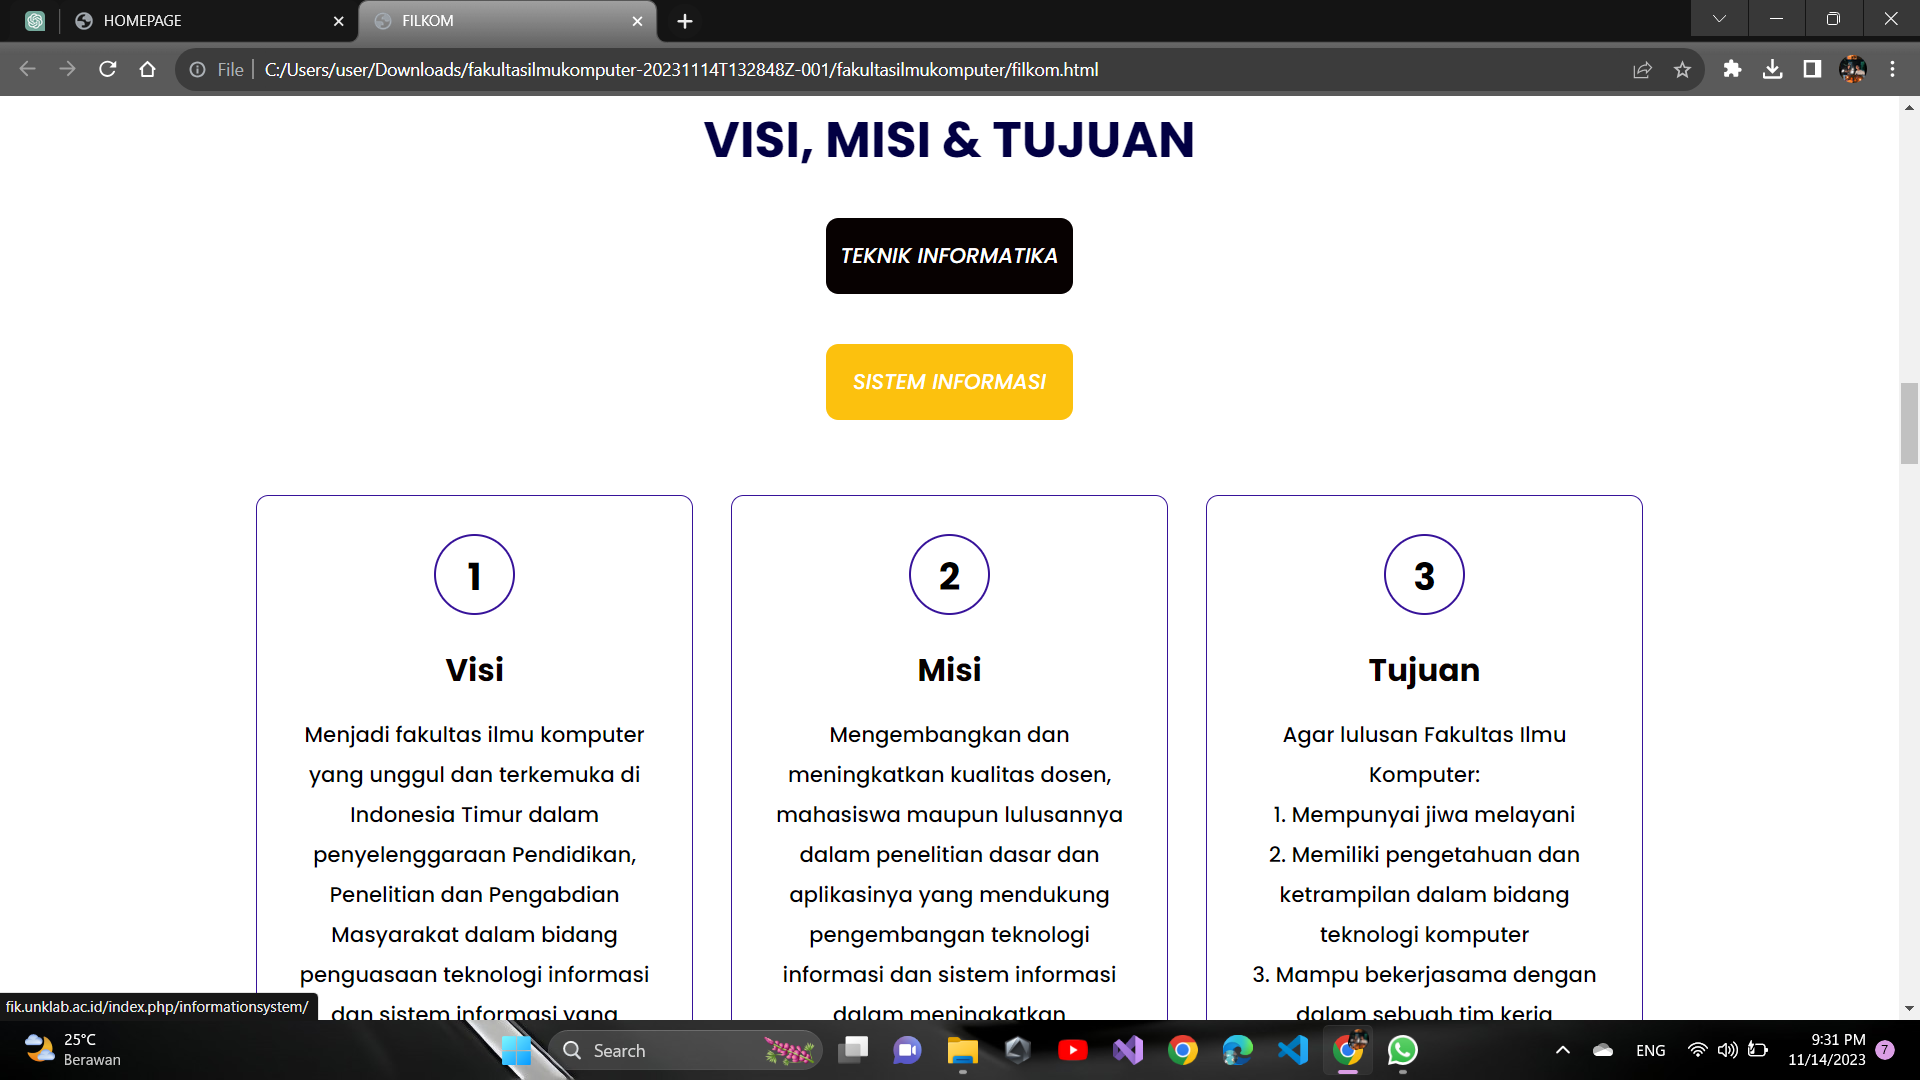 HOMEPAGE
FILKOM
File
C:/Users/user/Downloads/fakultasilmukomputer-20231114T132848Z-001/fakultasilmukomputer/filkom.html
VISI, MISI & TUJUAN
TEKNIK INFORMATIKA
SISTEM INFORMASI
1
Visi
Menjadi fakultas ilmu komputer
yang unggul dan terkemuka di
Indonesia Timur dalam
penyelenggaraan Pendidikan,
Penelitian dan Pengabdian
Masyarakat dalam bidang
penguasaan teknologi informasi
dan sistem informasi yang
2
Misi
Mengembangkan dan
meningkatkan kualitas dosen,
mahasiswa maupun lulusannya
dalam penelitian dasar dan
aplikasinya yang mendukung
pengembangan teknologi
informasi dan sistem informasi
dalam meningkatkan
3
Tujuan
Agar lulusan Fakultas Ilmu
Komputer:
1. Mempunyai jiwa melayani
2. Memiliki pengetahuan dan
ketrampilan dalam bidang
teknologi komputer
3. Mampu bekerjasama dengan
dalam sebuah tim kerja
fik.unklab.ac.id/index.php/informationsystem/
25°C
Berawan
Search
ENG
9:31 PM
11/14/2023
7